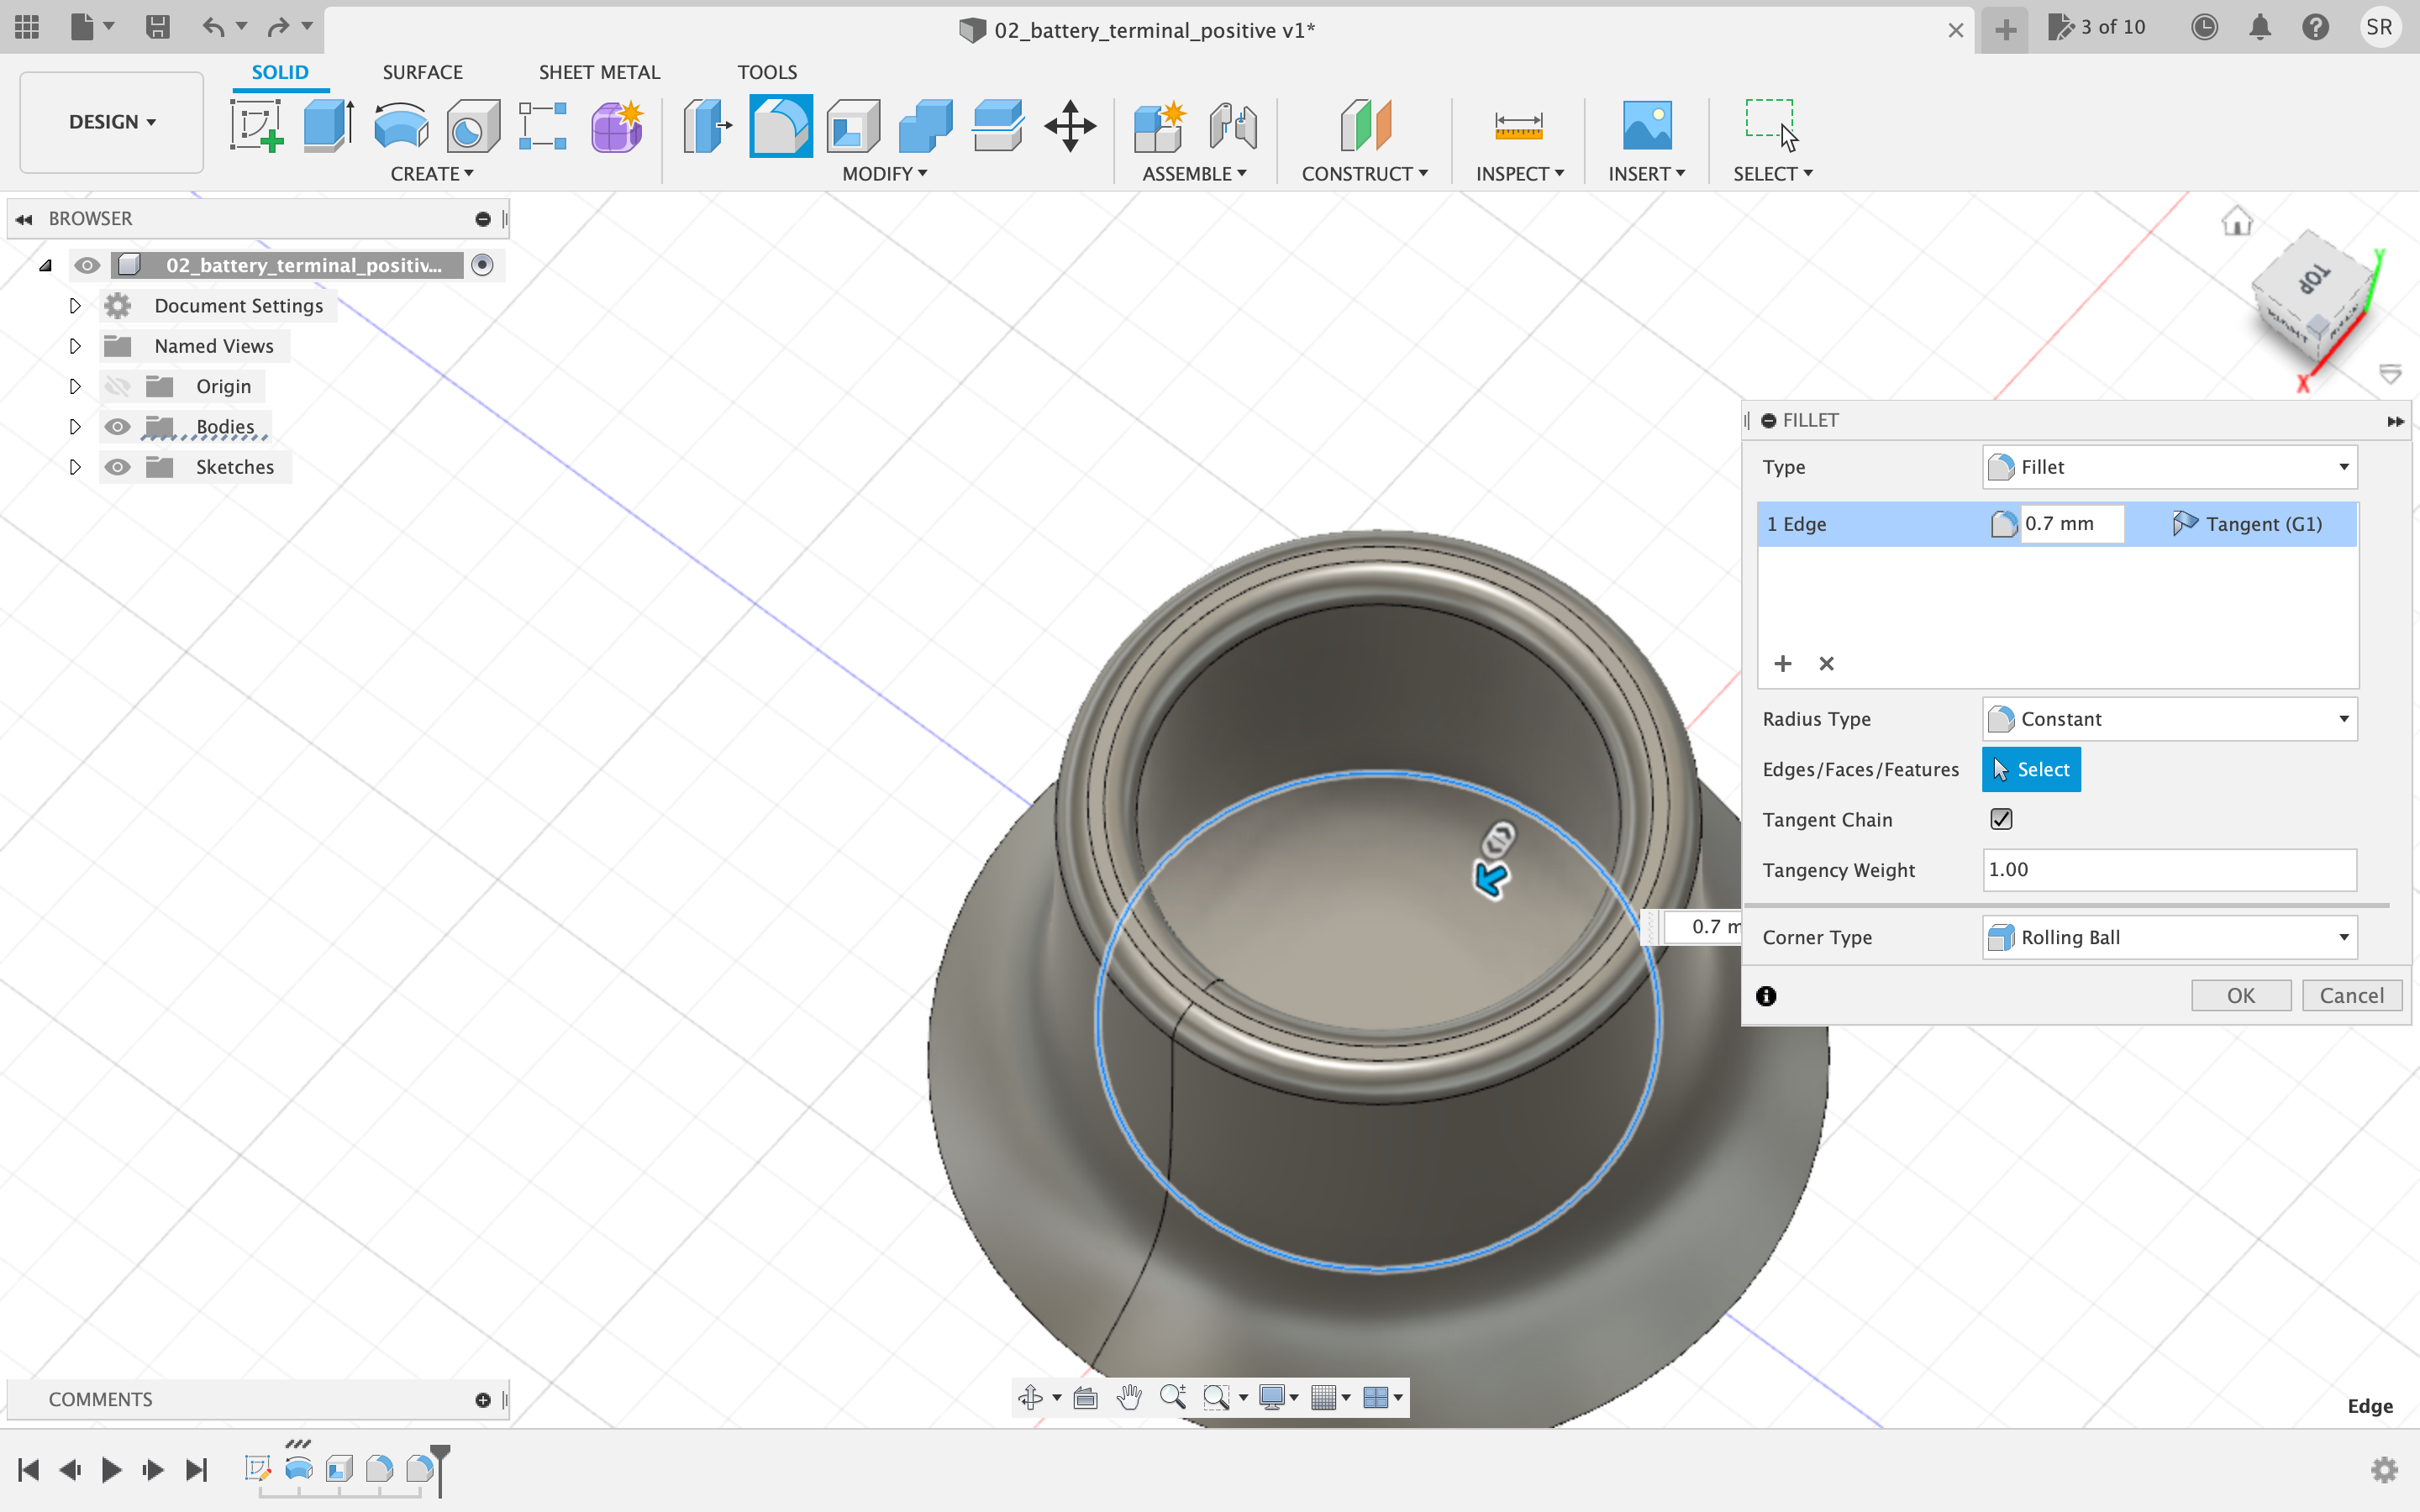 02_battery_terminal_positive v1*
3 of 10
SR
SOLID
SURFACE
SHEET METAL
TOOLS
DESIGN
CREATE
MODIFY
ASSEMBLE
CONSTRUCT
INSPECT
INSERT
SELECT
BROWSER
02_battery_terminal_positiv...
Document Settings
Named Views
Origin
Bodies
Sketches
TOP
RIGHT
Y
X
FILLET
Type
Fillet
1 Edge
0.7 mm
Tangent (G1)
Radius Type
Constant
Edges/Faces/Features
Select
Tangent Chain
Tangency Weight
1.00
0.7 m
Corner Type
Rolling Ball
OK
Cancel
COMMENTS
Edge